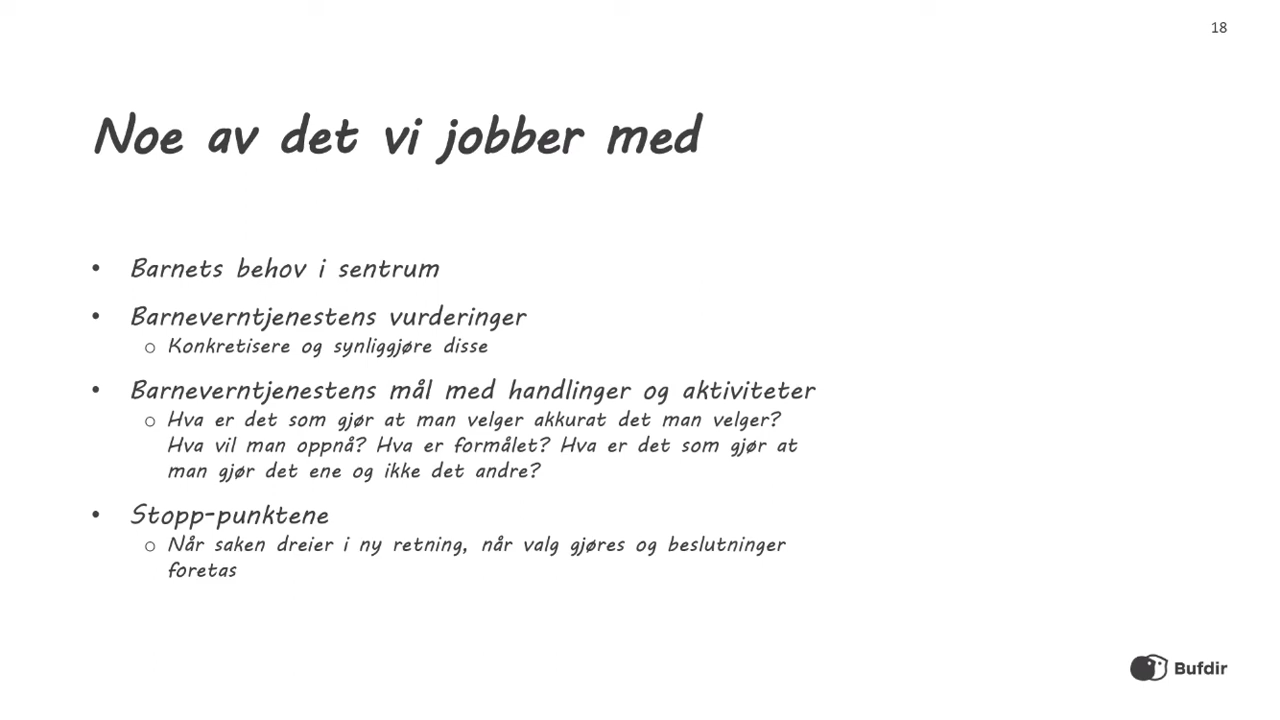 18
Noe av det vi jobber med
• Barnets behov i sentrum
• Barneverntjenestens vurderinger
o Konkretisere og synliggjøre disse
• Barneverntjenestens mål med handlinger og aktiviteter
o Hva er det som gjør at man velger akkurat det man velger?
Hva vil man oppnå? Hva er formålet? Hva er det som gjør at
man gjør det ene og ikke det andre?
• Stopp-punktene
o Når saken dreier i ny retning, når valg gjøres og beslutninger
foretas
Bufdir